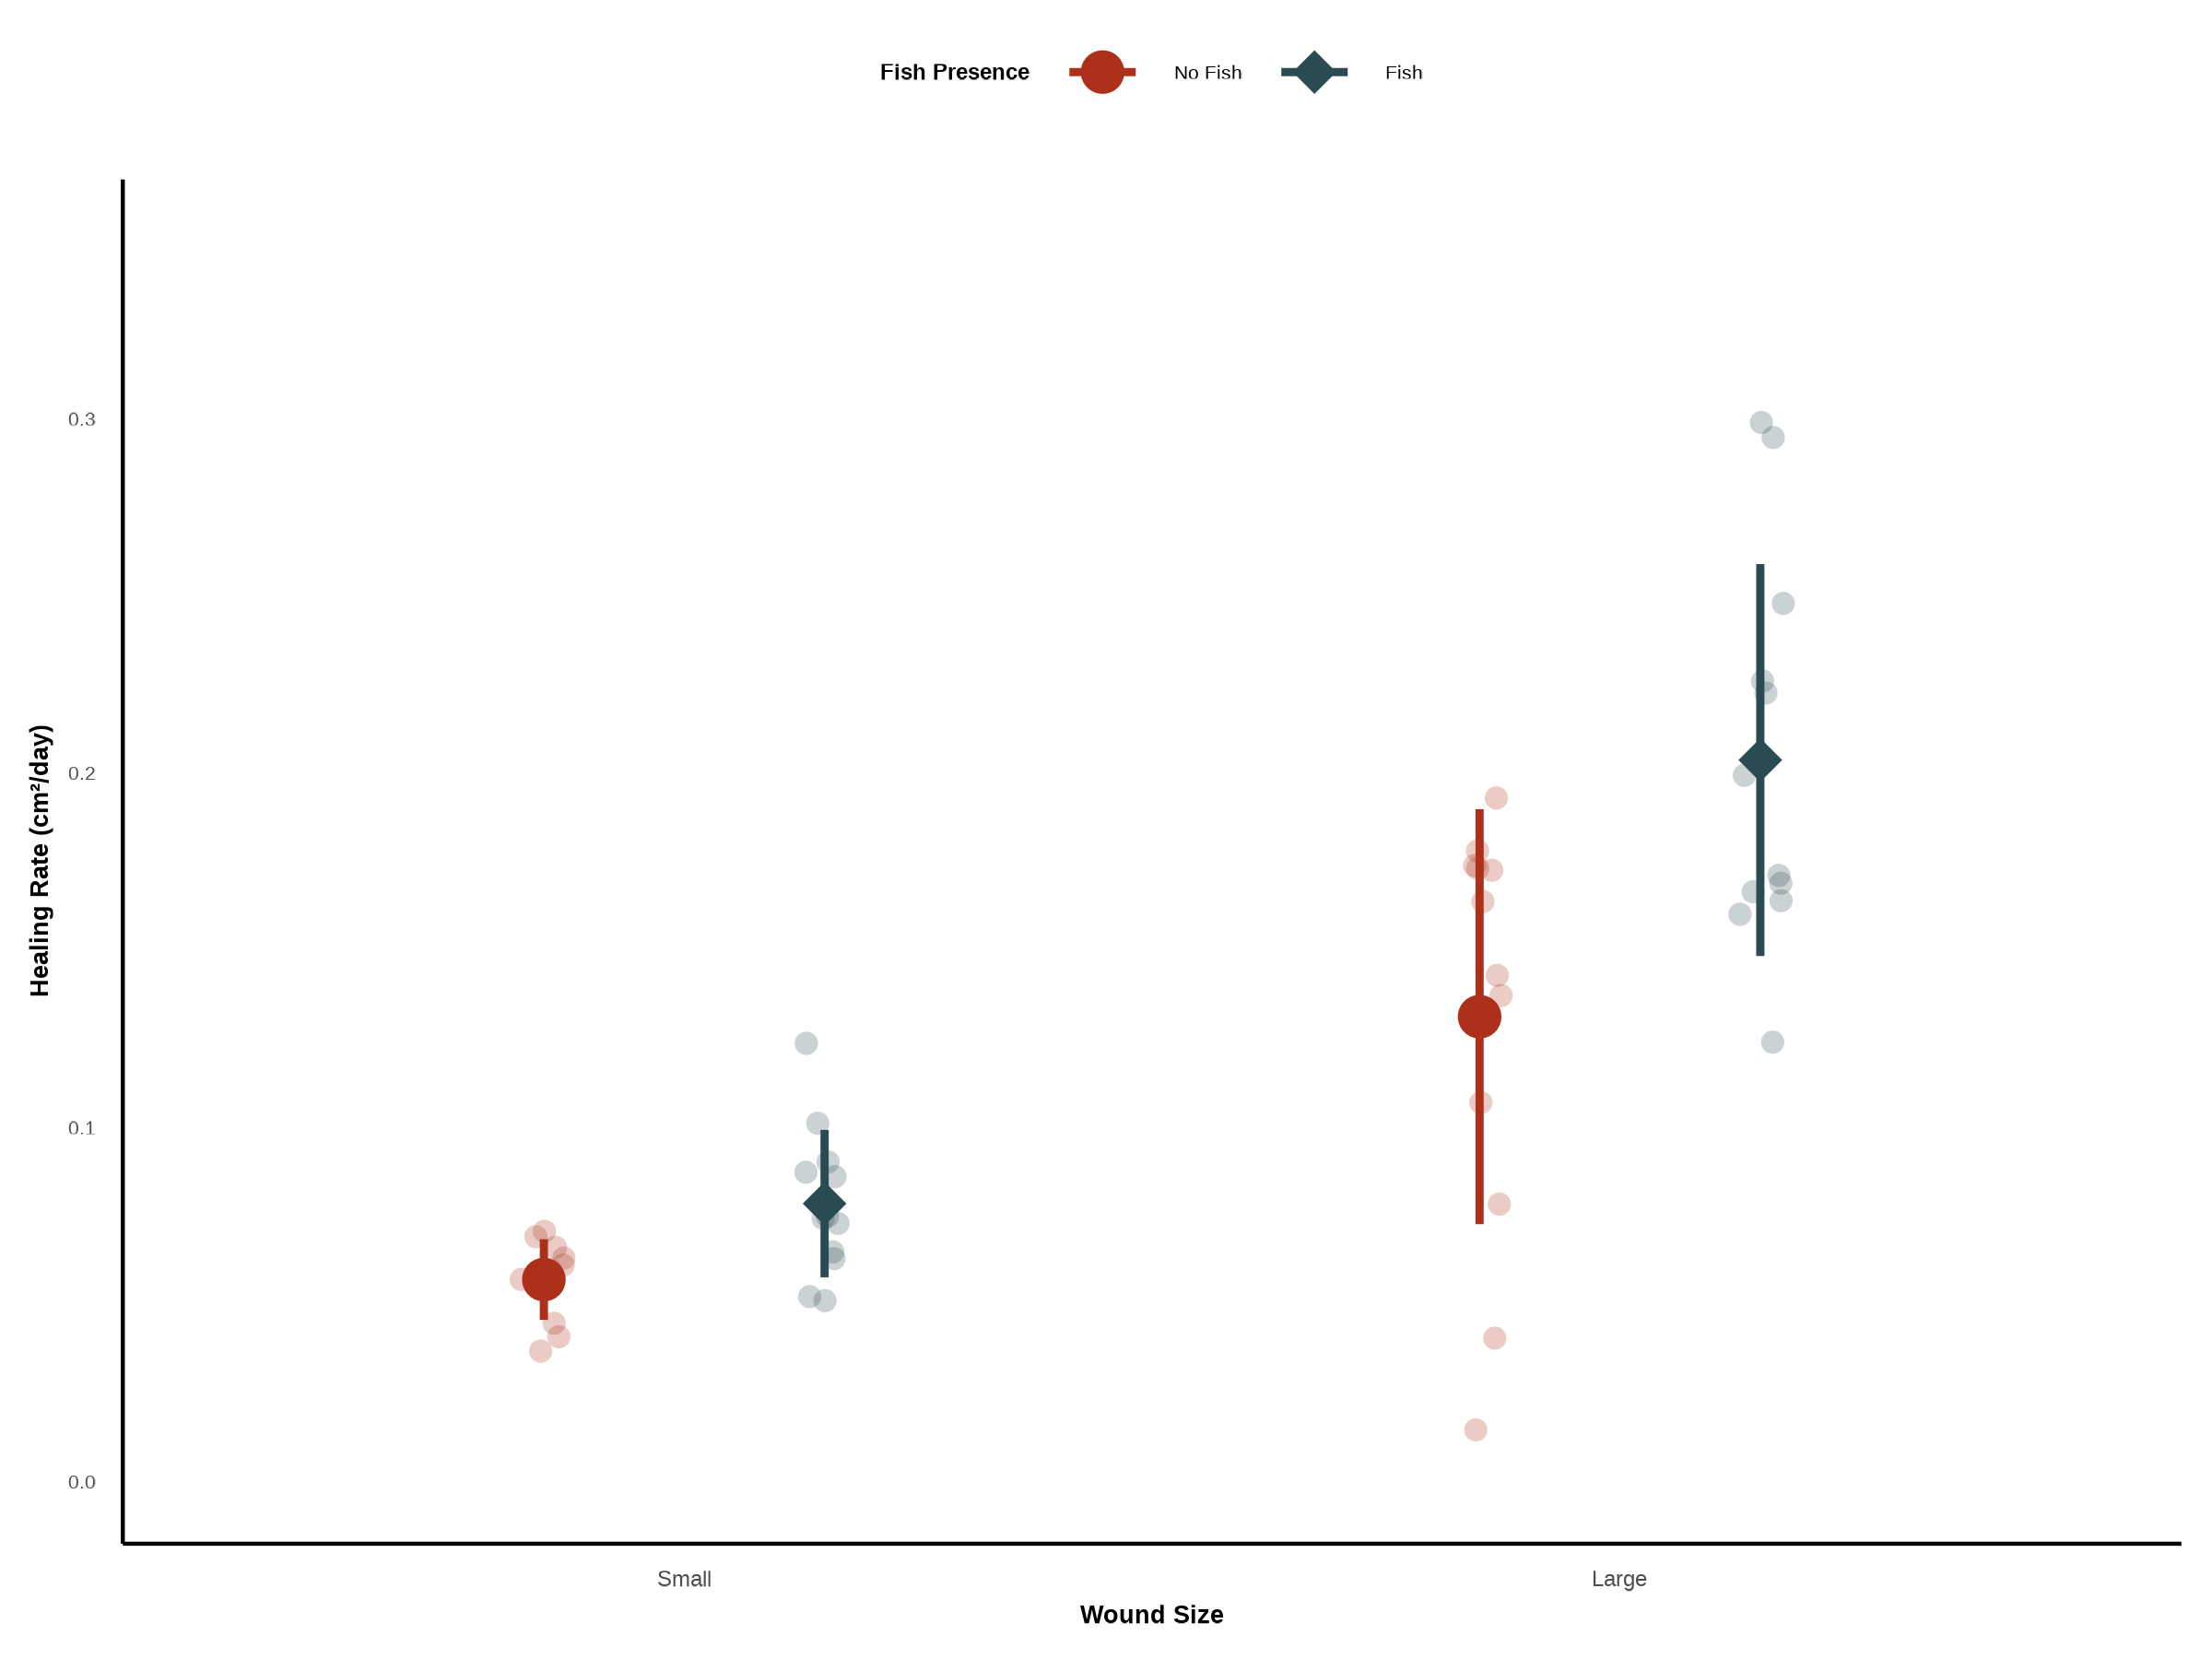 Fish Presence No Fish Fish
Healing Rate (cm²/day)
0.3
0.2
0.1
0.0
Small Large
Wound Size